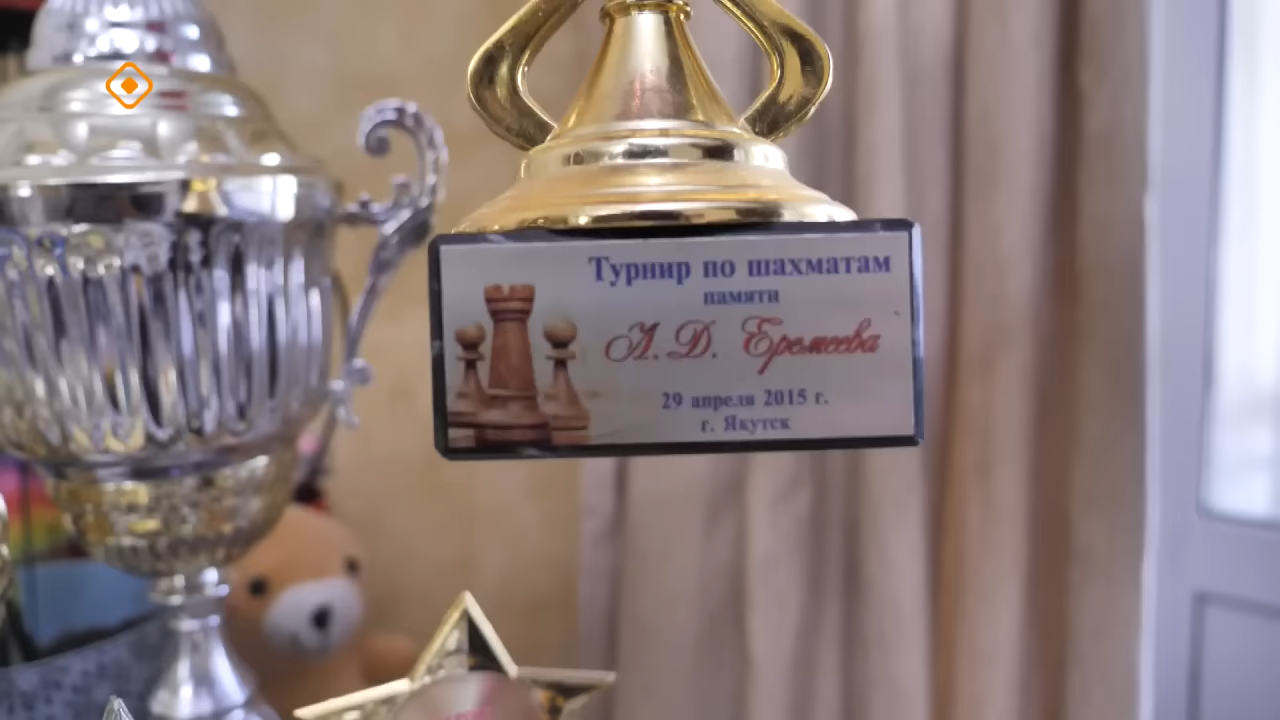 Турнир по шахматам
памяти
А. Д. Еремеева
29 апреля 2015 г.
г. Якутск